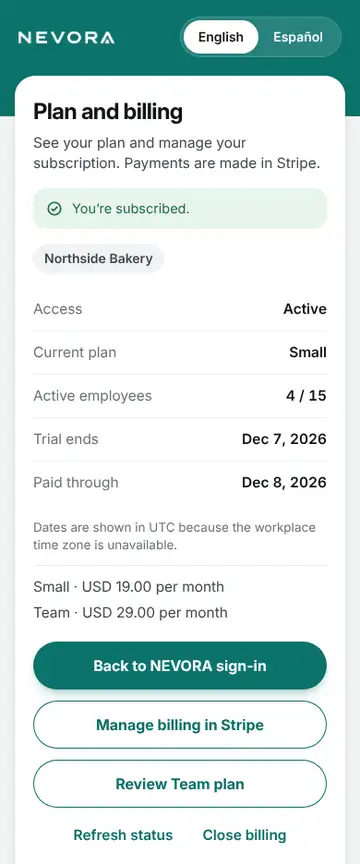 NEVORA
English
Español
Plan and billing
See your plan and manage your
subscription. Payments are made in Stripe.
You're subscribed.
Northside Bakery
Access Active
Current plan Small
Active employees 4 / 15
Trial ends Dec 7, 2026
Paid through Dec 8, 2026
Dates are shown in UTC because the workplace
time zone is unavailable.
Small · USD 19.00 per month
Team · USD 29.00 per month
Back to NEVORA sign-in
Manage billing in Stripe
Review Team plan
Refresh status Close billing